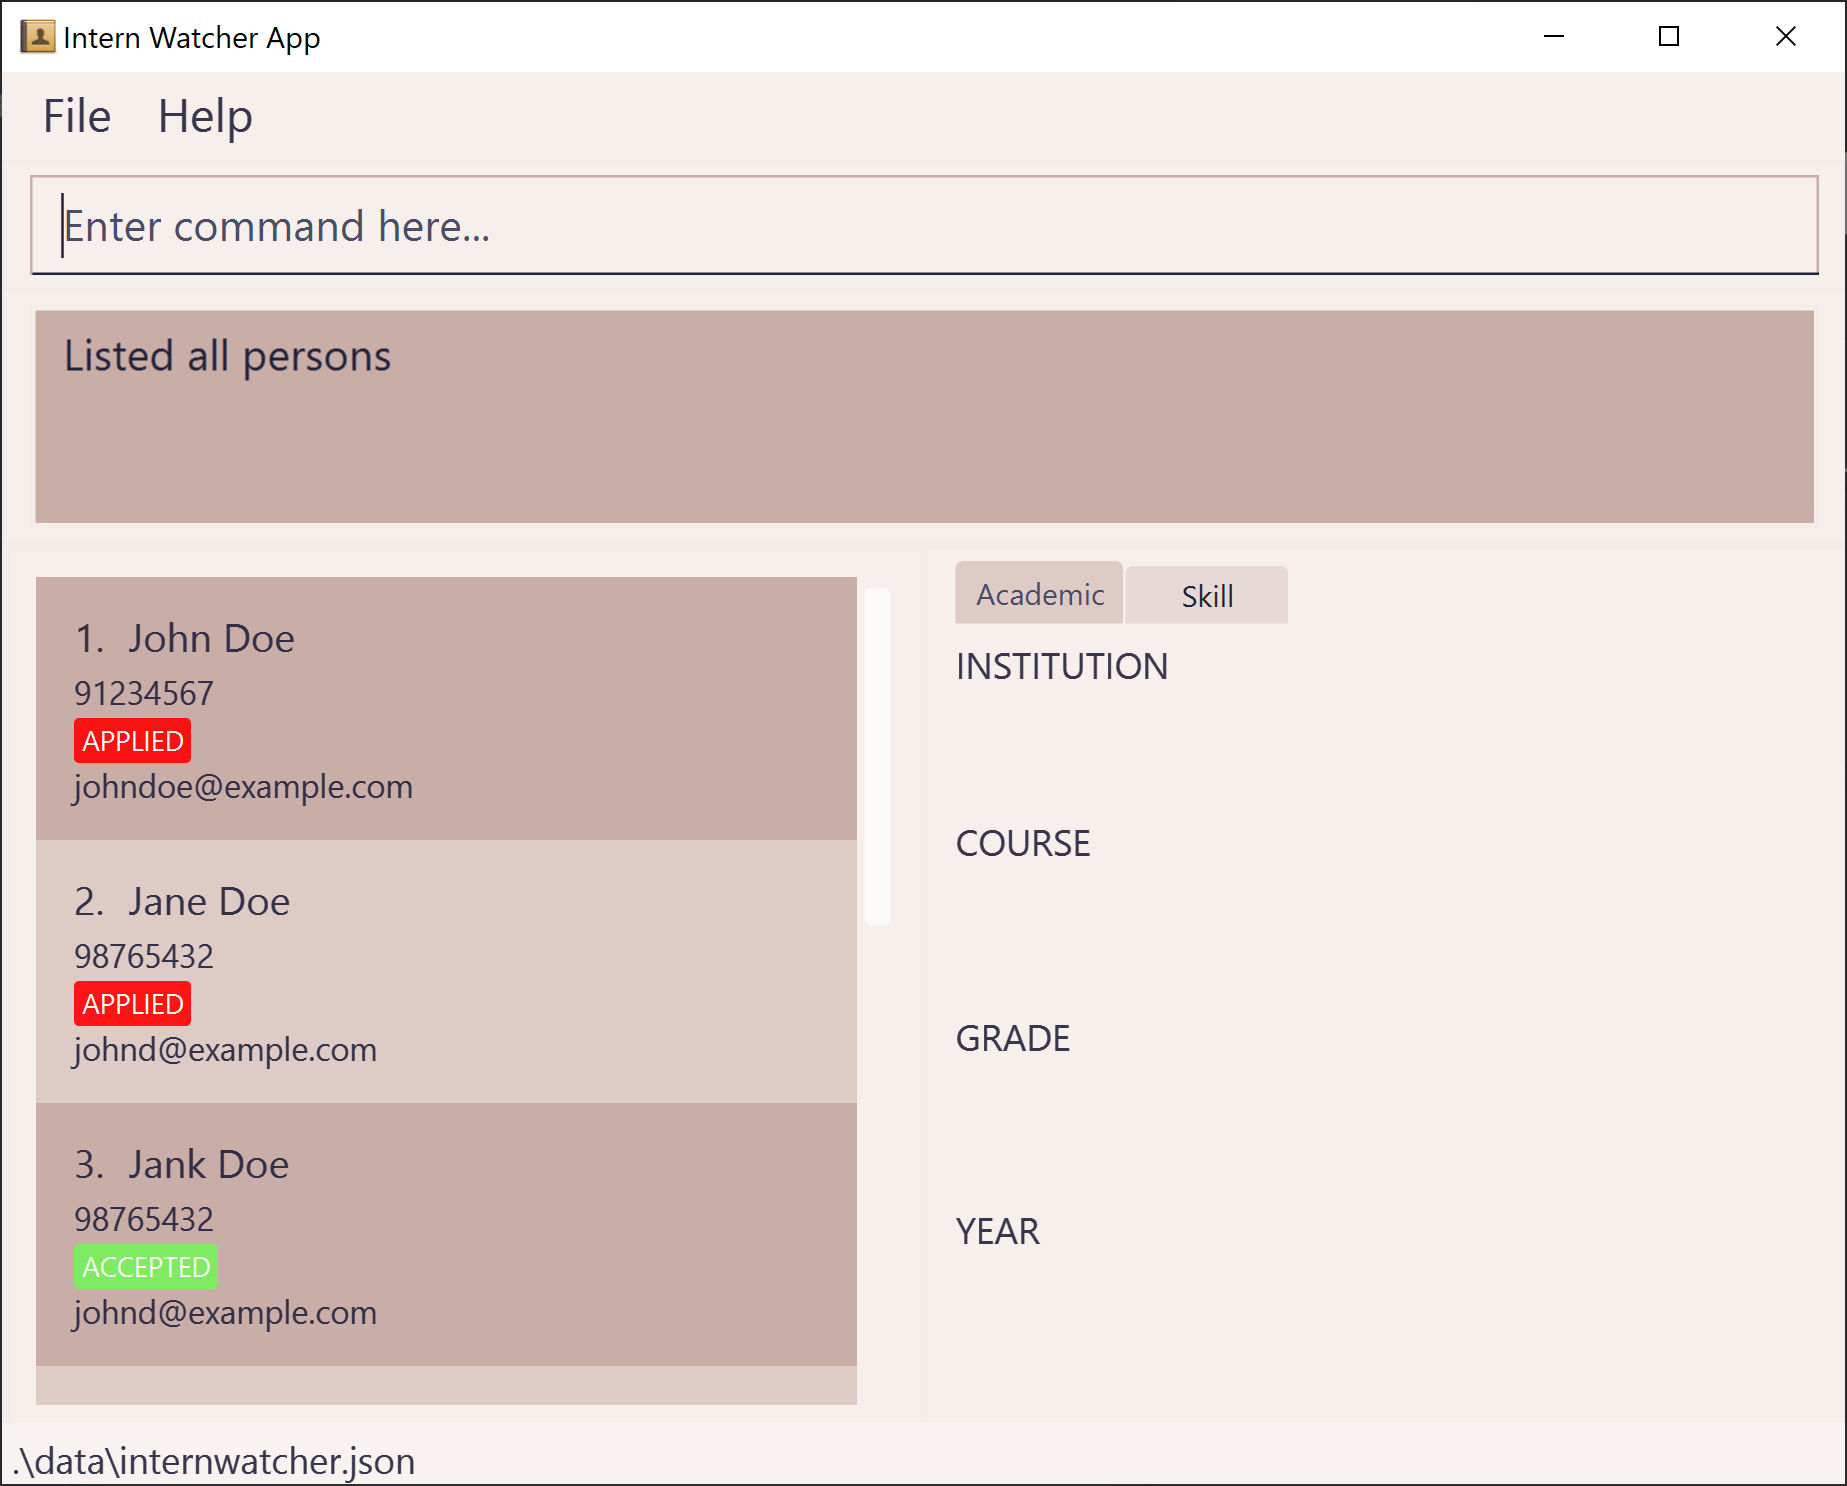 Intern Watcher App
File Help
Enter command here...
Listed all persons
1. John Doe
91234567
APPLIED
johndoe@example.com
2. Jane Doe
98765432
APPLIED
johnd@example.com
3. Jank Doe
98765432
ACCEPTED
johnd@example.com
Academic Skill
INSTITUTION
COURSE
GRADE
YEAR
.\data\internwatcher.json